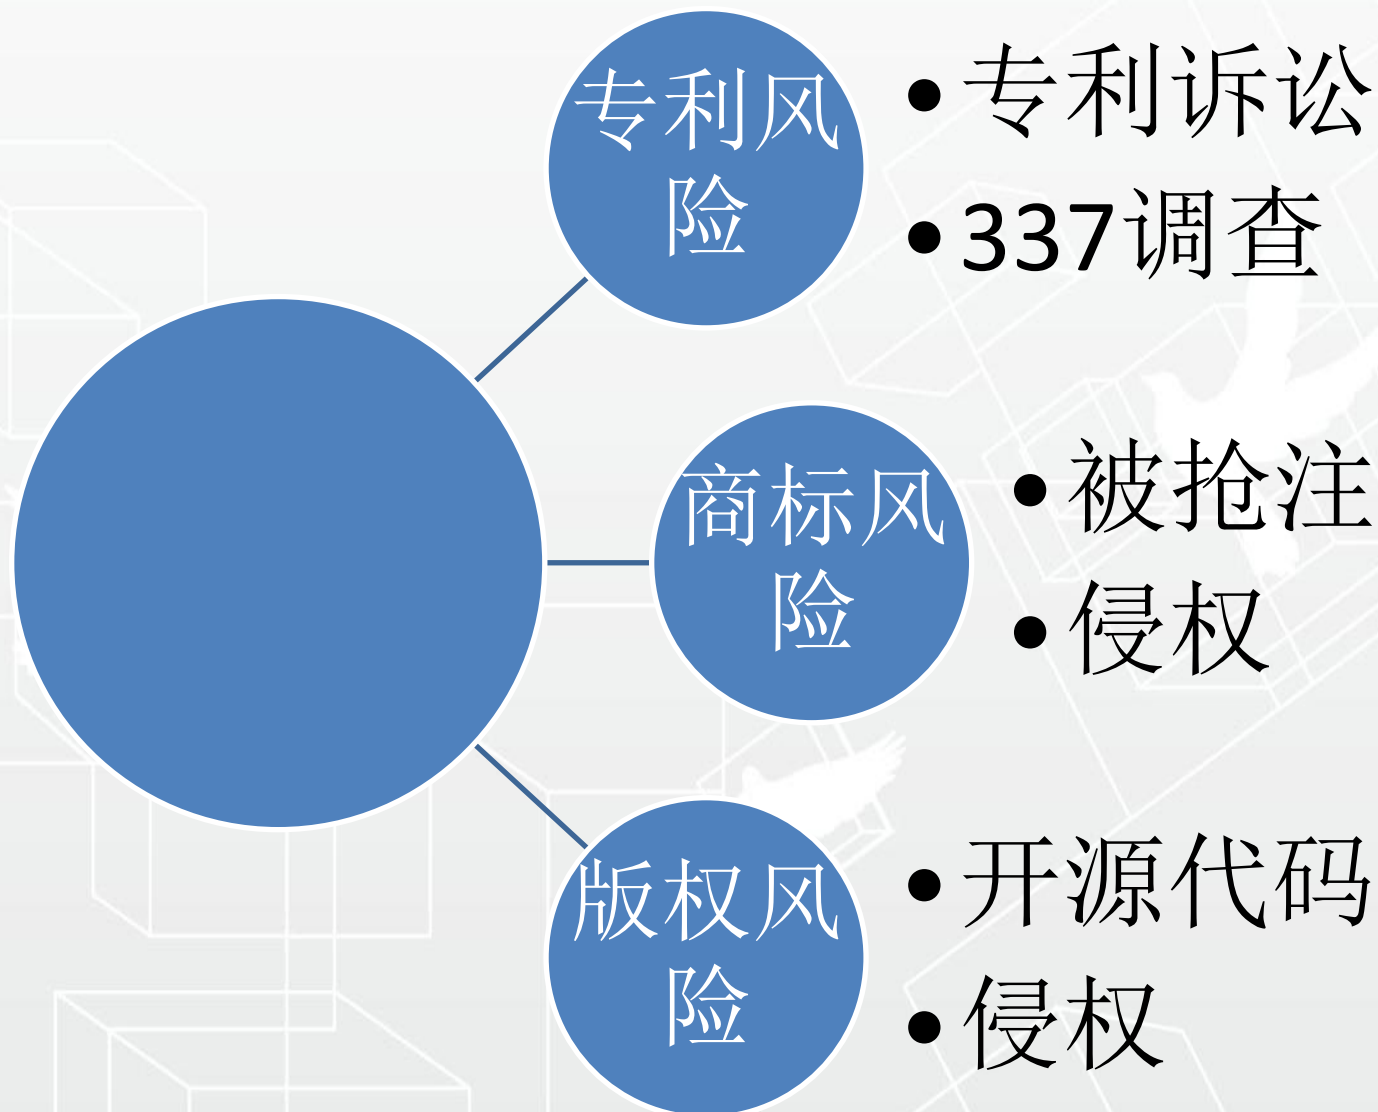 专利风
险
• 专利诉讼
• 337调查
商标风
险
• 被抢注
• 侵权
版权风
险
• 开源代码
• 侵权